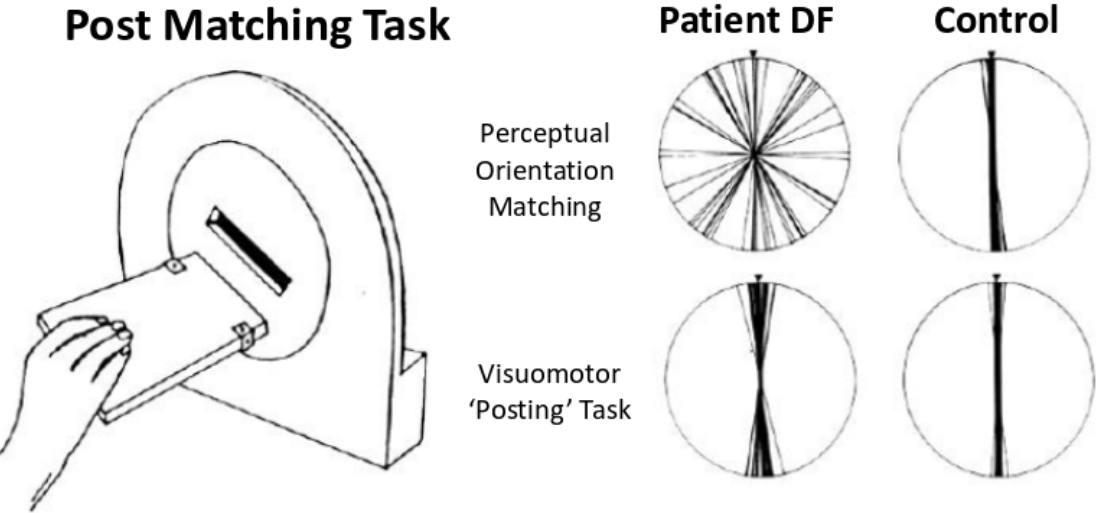 Post Matching Task
Patient DF
Control
Perceptual
Orientation
Matching
Visuomotor
‘Posting’ Task